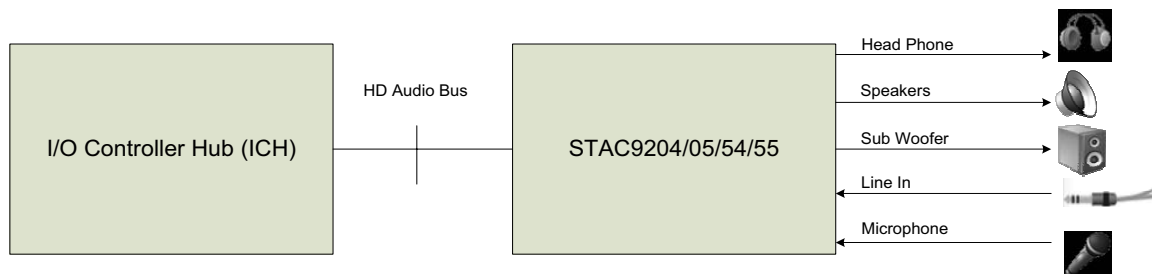 Head Phone
HD Audio Bus
Speakers
I/O Controller Hub (ICH)
STAC9204/05/54/55
Sub Woofer
Line In
Microphone